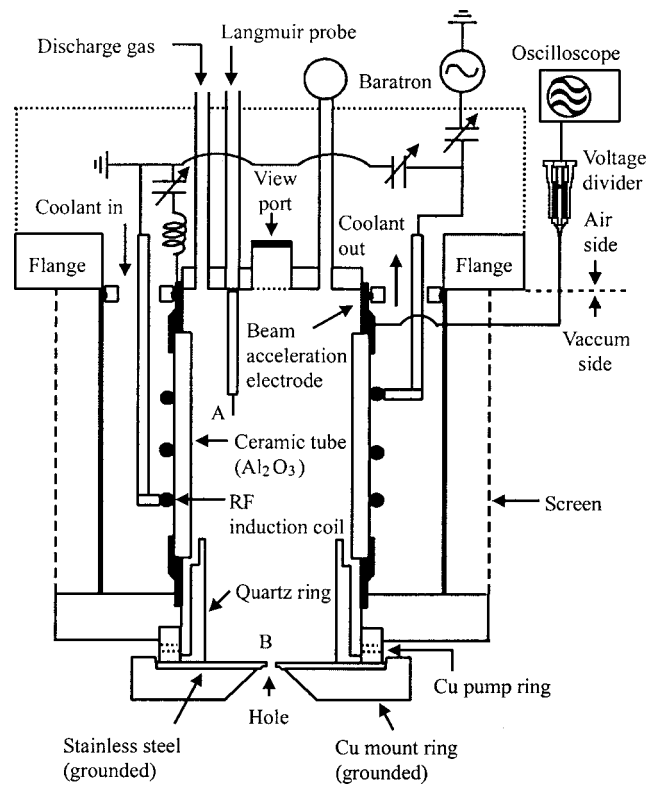 Discharge gas
Langmuir probe
Baratron
Oscilloscope
Voltage
divider
Air
side
Vaccum
side
Coolant in
View
port
Coolant
out
Flange
Flange
Beam
acceleration
electrode
A
Ceramic tube
(Al2O3)
RF
induction coil
Screen
Quartz ring
B
Cu pump ring
Hole
Stainless steel
(grounded)
Cu mount ring
(grounded)